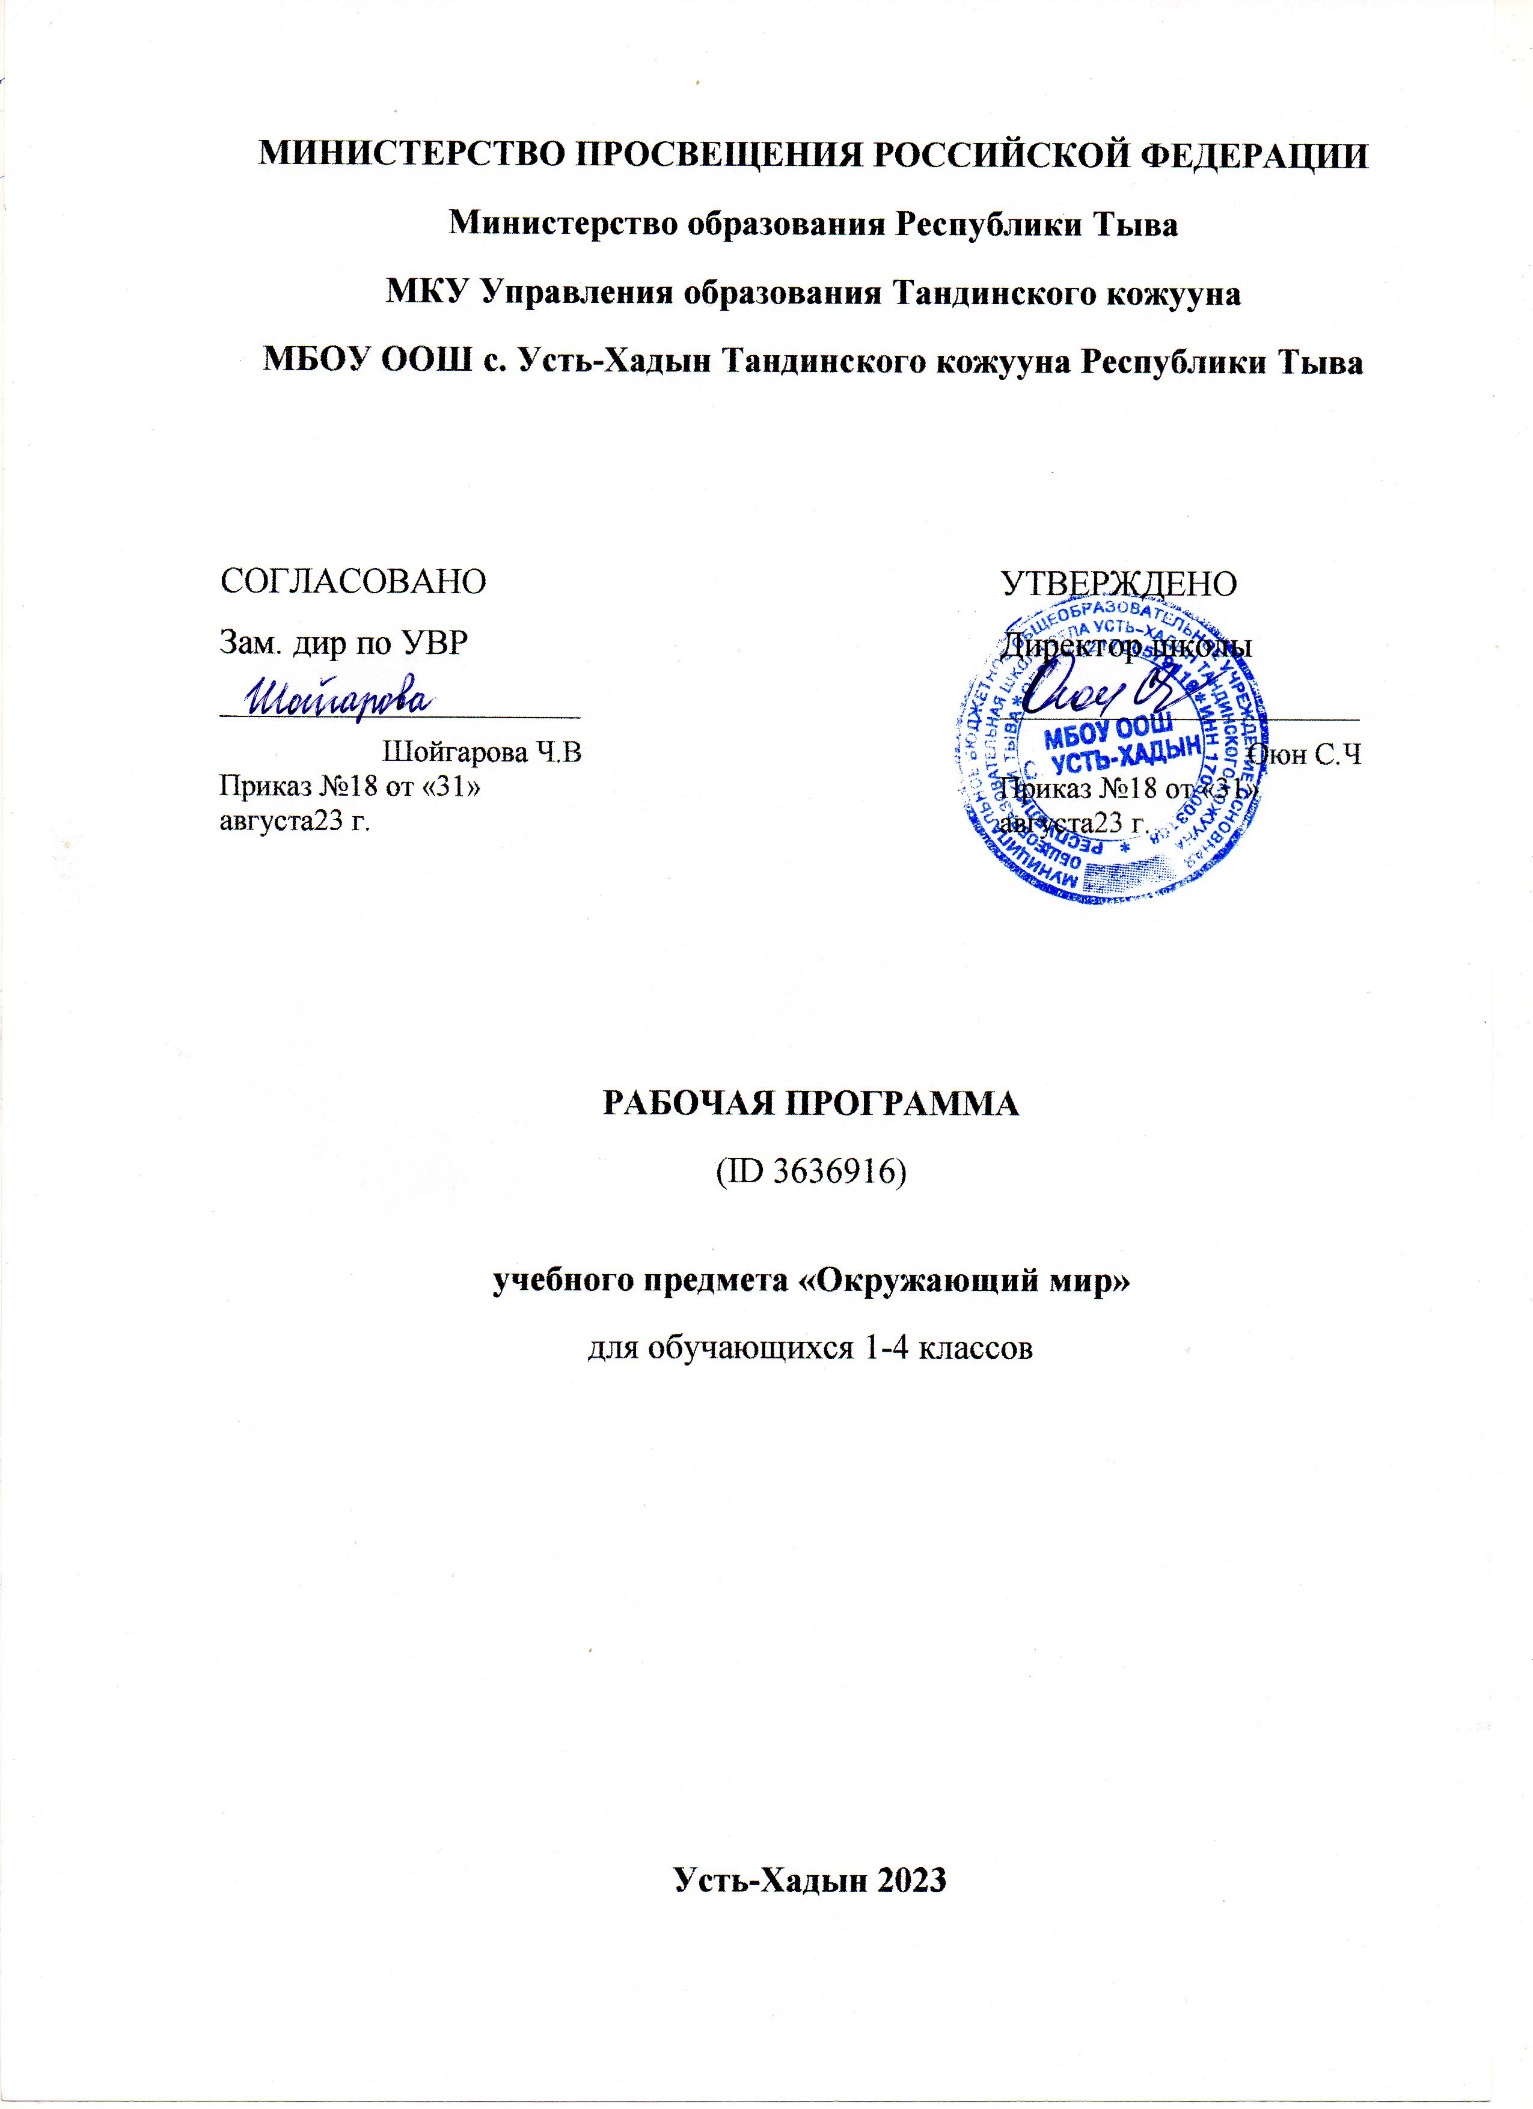 МИНИСТЕРСТВО ПРОСВЕЩЕНИЯ РОССИЙСКОЙ ФЕДЕРАЦИИ
Министерство образования Республики Тыва
МКУ Управления образования Тандинского кожууна
МБОУ ООШ с. Усть-Хадын Тандинского кожууна Республики Тыва
СОГЛАСОВАНО
Зам. дир по УВР
Шойгарова
Шойгарова Ч.В
Приказ №18 от «31»
августа23 г.
УТВЕРЖДЕНО
Директор школы
Оюн С.Ч
Приказ №18 от «31»
августа23 г.
МБОУ ООШ
УСТЬ-ХАДЫН
РАБОЧАЯ ПРОГРАММА
(ID 3636916)
учебного предмета «Окружающий мир»
для обучающихся 1-4 классов
Усть-Хадын 2023